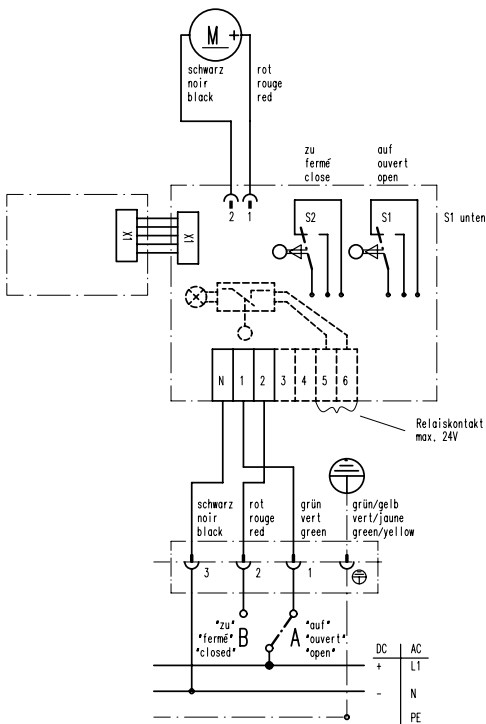 M +
schwarz
noir
black
rot
rouge
red
zu
fermé
close
auf
ouvert
open
2 1
S2
S1
S1 unten
X1
X1
N 1 2 3 4 5 6
Relaiskontakt
max. 24V
schwarz
noir
black
rot
rouge
red
grün
vert
green
grün/gelb
vert/jaune
green/yellow
3 2 1
"zu"
"fermé"
"closed"
B
A
"auf"
"ouvert"
"open"
DC AC
+ L1
- N
PE